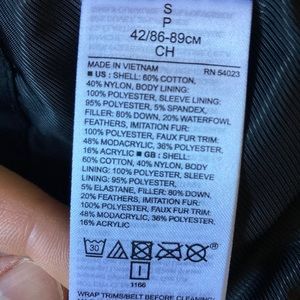 S
P
42/86-89CM
CH
MADE IN VIETNAM RN 54023
■ US : SHELL: 60% COTTON,
40% NYLON, BODY LINING:
100% POLYESTER, SLEEVE LINING:
95% POLYESTER, 5% SPANDEX,
FILLER: 80% DOWN, 20% WATERFOWL
FEATHERS, IMITATION FUR:
100% POLYESTER, FAUX FUR TRIM:
48% MODACRYLIC, 36% POLYESTER,
16% ACRYLIC ■ GB : SHELL:
60% COTTON, 40% NYLON, BODY
LINING: 100% POLYESTER, SLEEVE
LINING: 95% POLYESTER,
5% ELASTANE, FILLER: 80% DOWN,
20% FEATHERS, IMITATION FUR:
100% POLYESTER, FAUX FUR TRIM:
48% MODACRYLIC, 36% POLYESTER,
16% ACRYLIC
30
1166
WRAP TRIMS/BELT BEFORE CLEANING